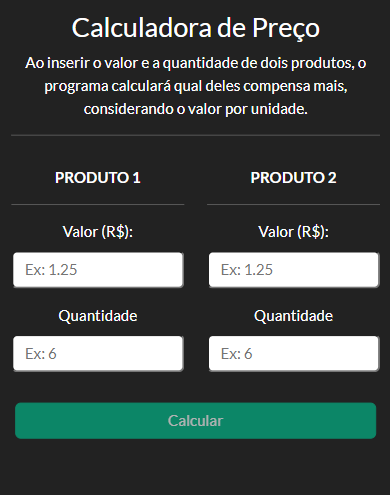 Calculadora de Preço
Ao inserir o valor e a quantidade de dois produtos, o
programa calculará qual deles compensa mais,
considerando o valor por unidade.
PRODUTO 1
Valor (R$):
Ex: 1.25
Quantidade
Ex: 6
PRODUTO 2
Valor (R$):
Ex: 1.25
Quantidade
Ex: 6
Calcular